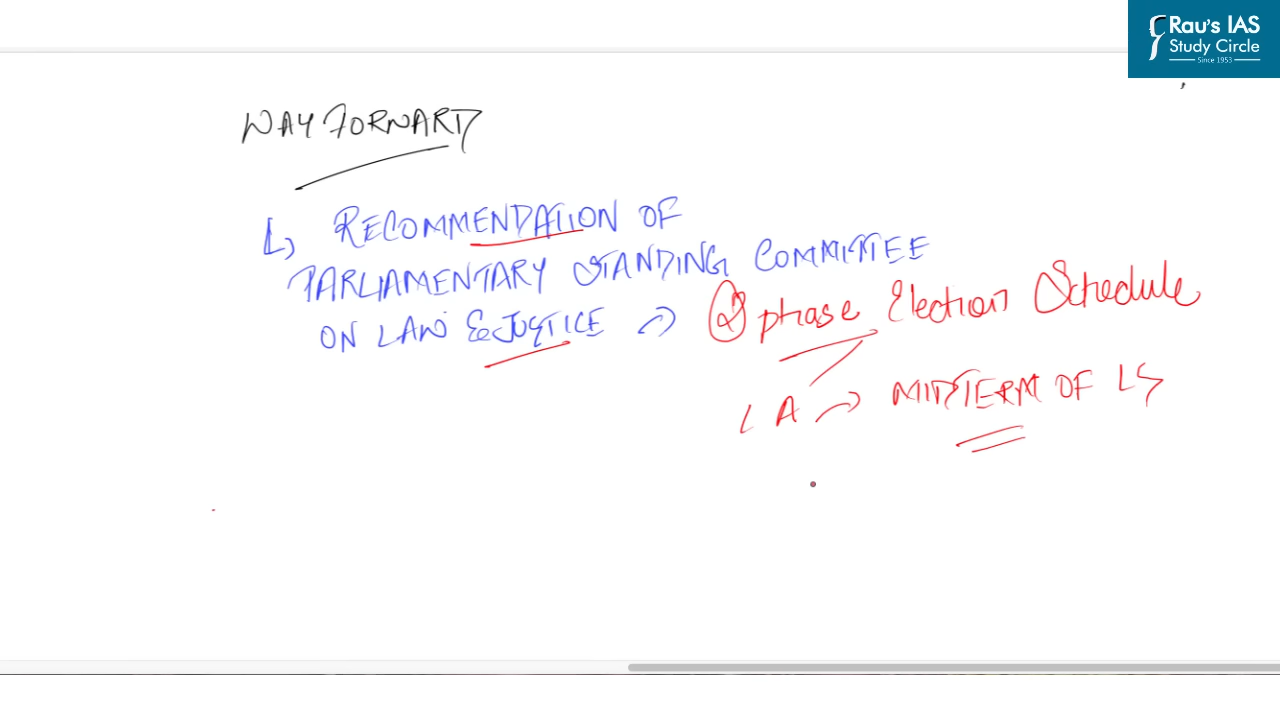 Rau's IAS
Study Circle
Since 1953
WAY FORWARD
RECOMMENDATION OF
PARLIAMENTARY STANDING COMMITTEE
ON LAW & JUSTICE → 2 phase Election Schedule
LA → MIDTERM OF LS